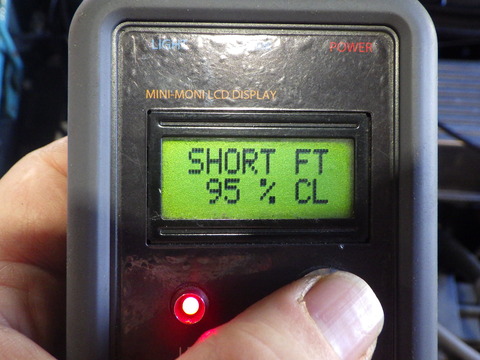 LIGHT
POWER
MINI-MONI LCD DISPLAY
SHORT FT
95 % CL